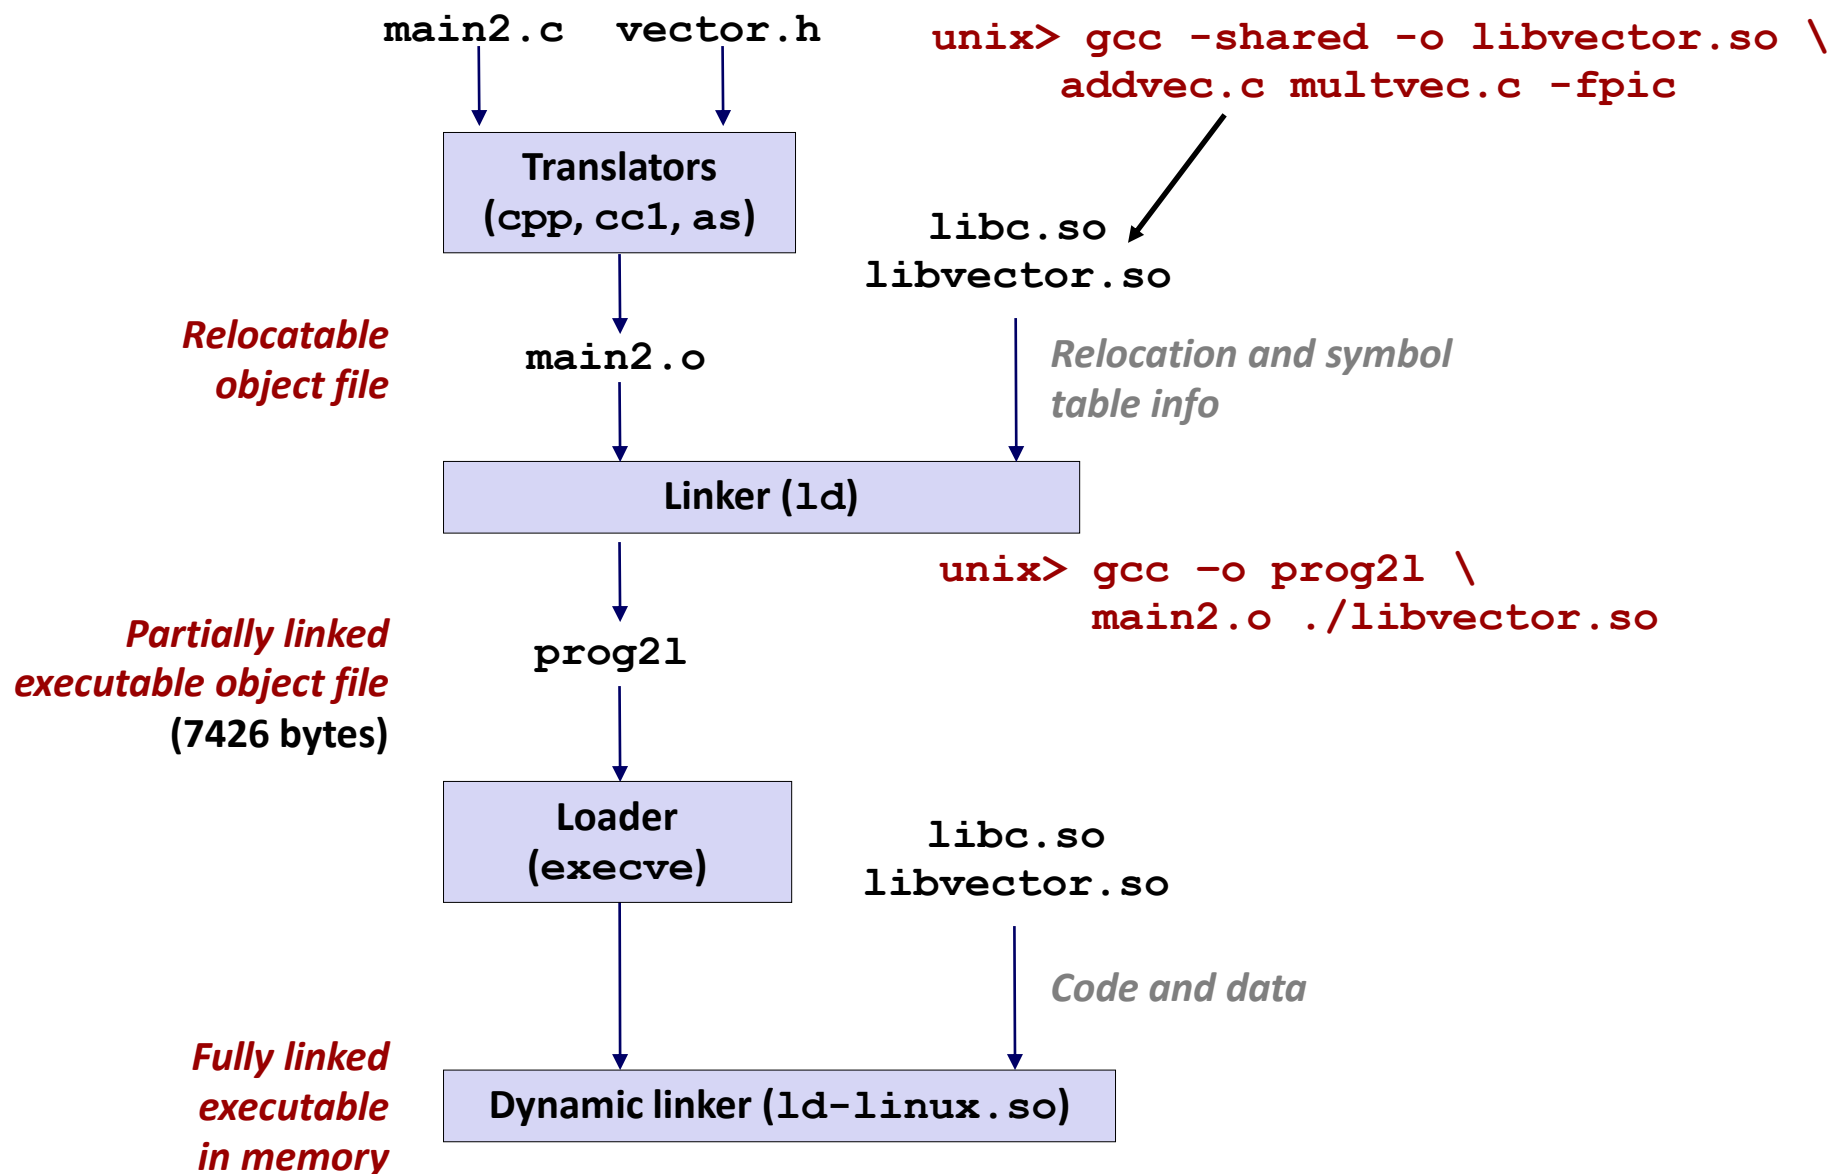 main2.c vector.h
unix> gcc -shared -o libvector.so \
addvec.c multvec.c -fpic
Translators
(cpp, cc1, as)
libc.so
libvector.so
Relocatable
object file
main2.o
Relocation and symbol
table info
Linker (ld)
unix> gcc –o prog2l \
main2.o ./libvector.so
Partially linked
executable object file
(7426 bytes)
prog2l
Loader
(execve)
libc.so
libvector.so
Code and data
Fully linked
executable
in memory
Dynamic linker (ld-linux.so)